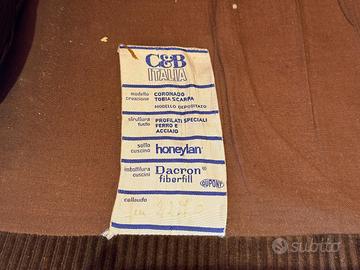 C&B
ITALIA
modello CORONADO
creazione TOBIA SCARPA
MODELLO DEPOSITATO
struttura PROFILATI SPECIALI
fusto FERRO E
ACCIAIO
sotto cuscino honeylan®
imbottitura cuscini Dacron®
fiberfill
DUPONT
collaudo
subito